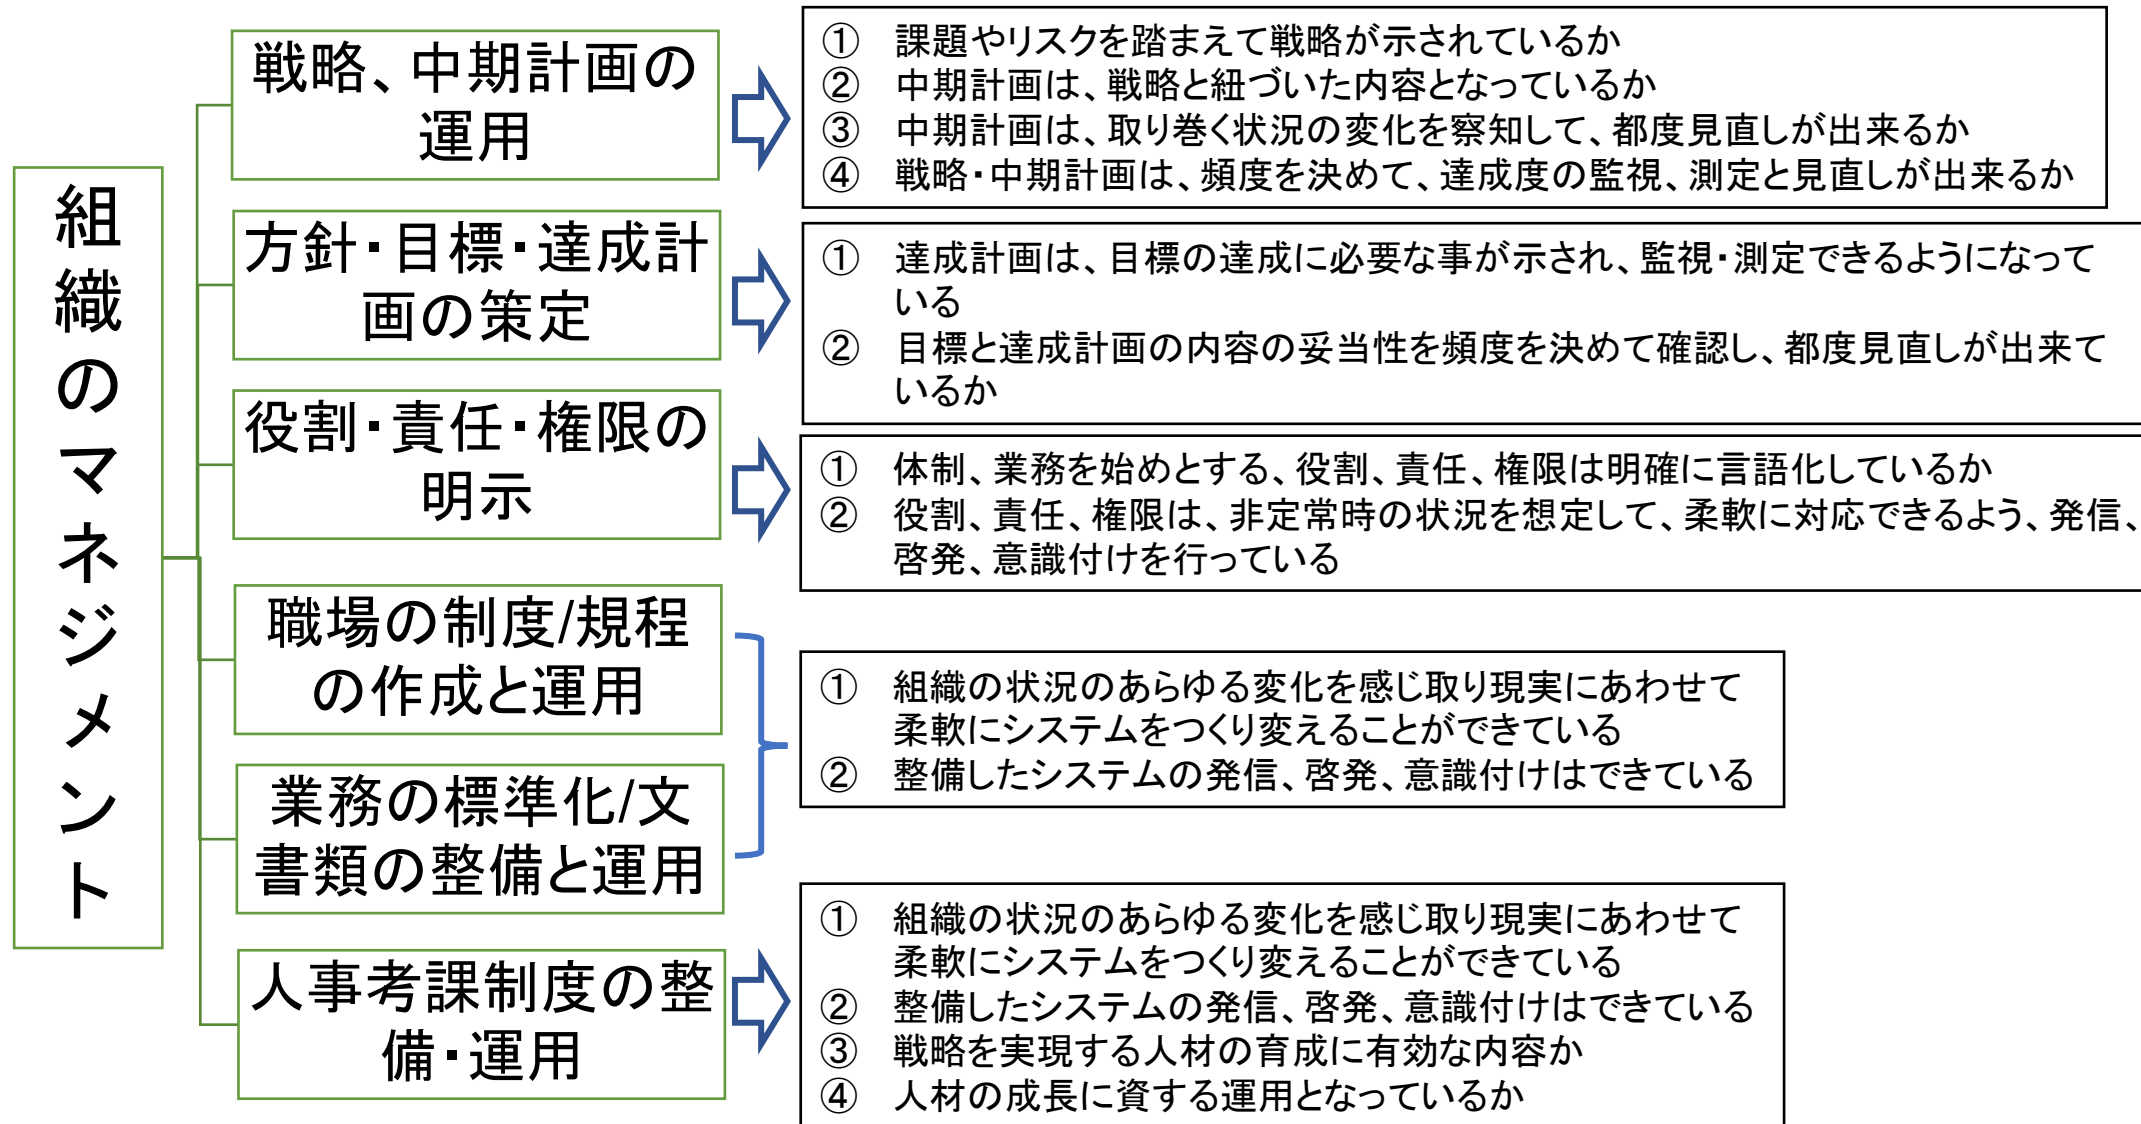 組織のマネジメント
戦略、中期計画の
運用
① 課題やリスクを踏まえて戦略が示されているか
② 中期計画は、戦略と紐づいた内容となっているか
③ 中期計画は、取り巻く状況の変化を察知して、都度見直しが出来るか
④ 戦略・中期計画は、頻度を決めて、達成度の監視、測定と見直しが出来るか
方針・目標・達成計
画の策定
① 達成計画は、目標の達成に必要な事が示され、監視・測定できるようになって
いる
② 目標と達成計画の内容の妥当性を頻度を決めて確認し、都度見直しが出来て
いるか
役割・責任・権限の
明示
① 体制、業務を始めとする、役割、責任、権限は明確に言語化しているか
② 役割、責任、権限は、非定常時の状況を想定して、柔軟に対応できるよう、発信、
啓発、意識付けを行っている
職場の制度/規程
の作成と運用
業務の標準化/文
書類の整備と運用
① 組織の状況のあらゆる変化を感じ取り現実にあわせて
柔軟にシステムをつくり変えることができている
② 整備したシステムの発信、啓発、意識付けはできている
人事考課制度の整
備・運用
① 組織の状況のあらゆる変化を感じ取り現実にあわせて
柔軟にシステムをつくり変えることができている
② 整備したシステムの発信、啓発、意識付けはできている
③ 戦略を実現する人材の育成に有効な内容か
④ 人材の成長に資する運用となっているか